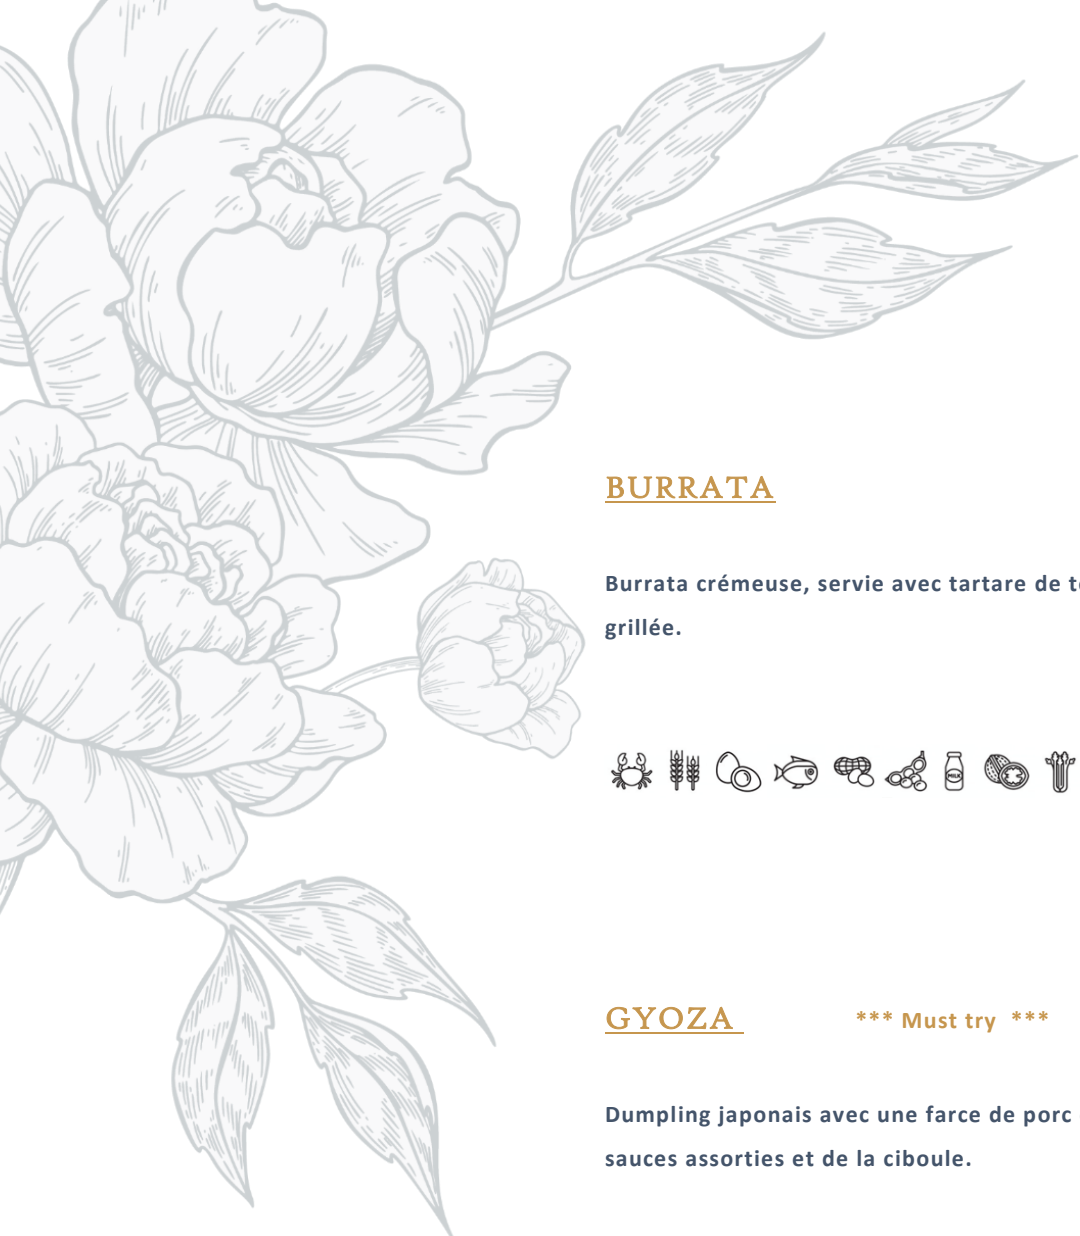 BURRATA
Burrata crémeuse, servie avec tartare de
grillée.
MILK
GYOZA *** Must try ***
Dumpling japonais avec une farce de porc
sauces assorties et de la ciboule.